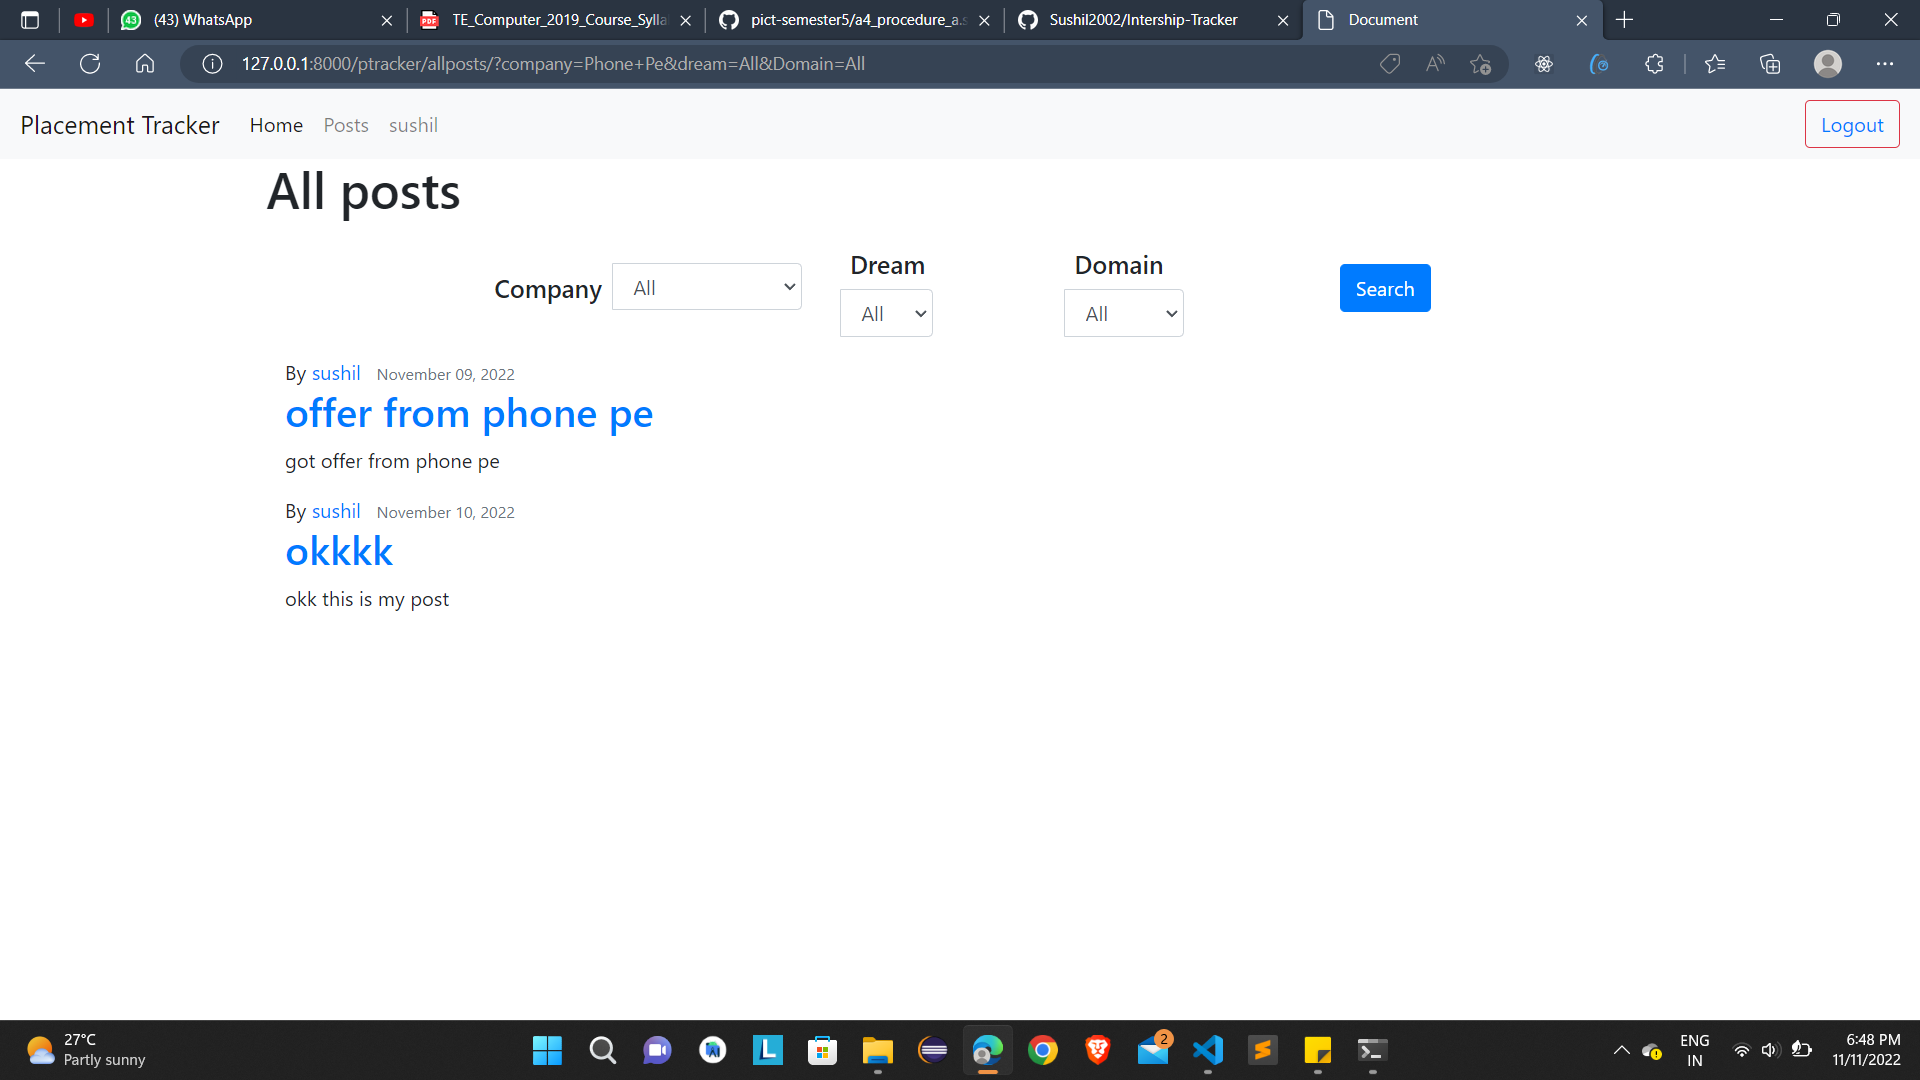 43
(43) WhatsApp
PDF
TE_Computer_2019_Course_Sylla
pict-semester5/a4_procedure_a.s
Sushil2002/Intership-Tracker
Document
127.0.0.1:8000/ptracker/allposts/?company=Phone+Pe&dream=All&Domain=All
Placement Tracker
Home
Posts
sushil
Logout
All posts
Company
All
Dream
All
Domain
All
Search
By sushil November 09, 2022
offer from phone pe
got offer from phone pe
By sushil November 10, 2022
okkkk
okk this is my post
27°C
Partly sunny
L
2
ENG
IN
6:48 PM
11/11/2022